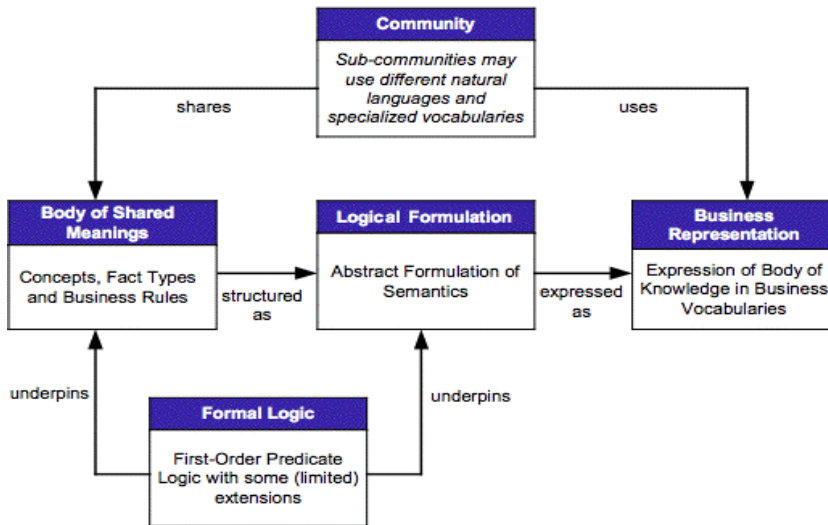 Community
Sub-communities may
use different natural
languages and
specialized vocabularies
shares
uses
Body of Shared
Meanings
Concepts, Fact Types
and Business Rules
structured
as
Logical Formulation
Abstract Formulation of
Semantics
expressed
as
Business
Representation
Expression of Body of
Knowledge in Business
Vocabularies
underpins
underpins
Formal Logic
First-Order Predicate
Logic with some (limited)
extensions